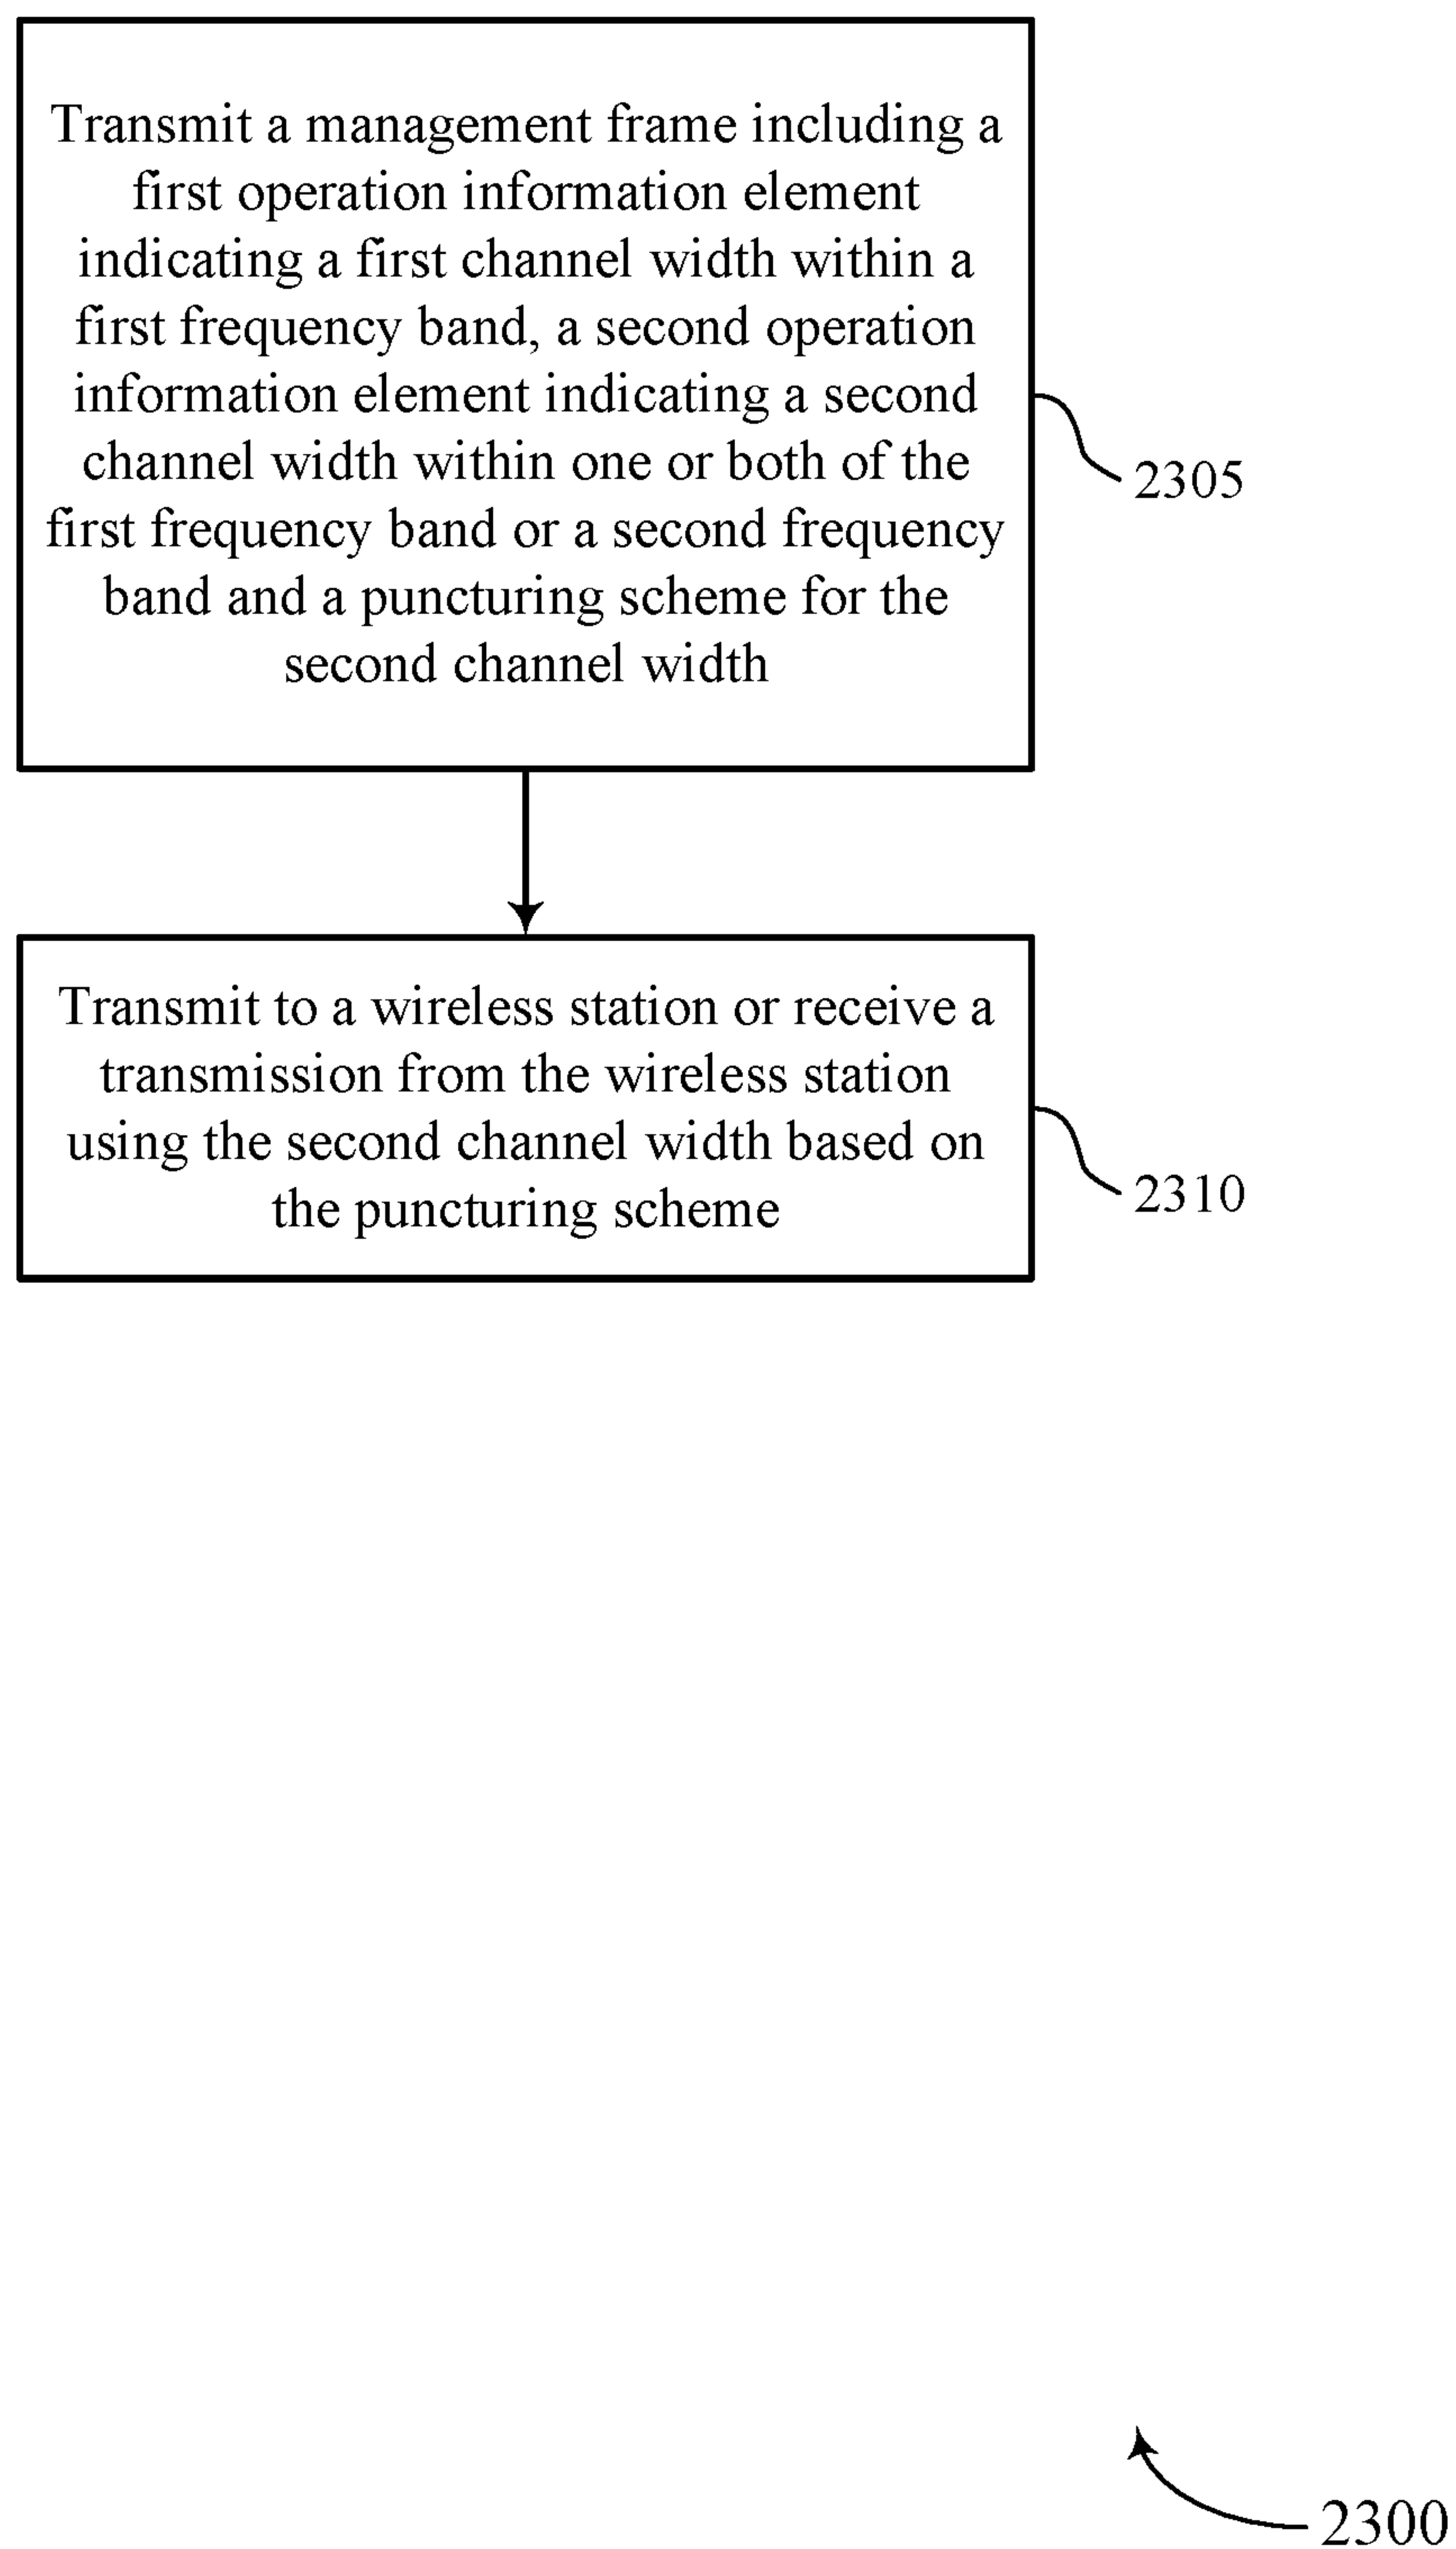 Transmit a management frame including a
first operation information element
indicating a first channel width within a
first frequency band, a second operation
information element indicating a second
channel width within one or both of the
first frequency band or a second frequency
band and a puncturing scheme for the
second channel width
2305
Transmit to a wireless station or receive a
transmission from the wireless station
using the second channel width based on
the puncturing scheme
2310
2300